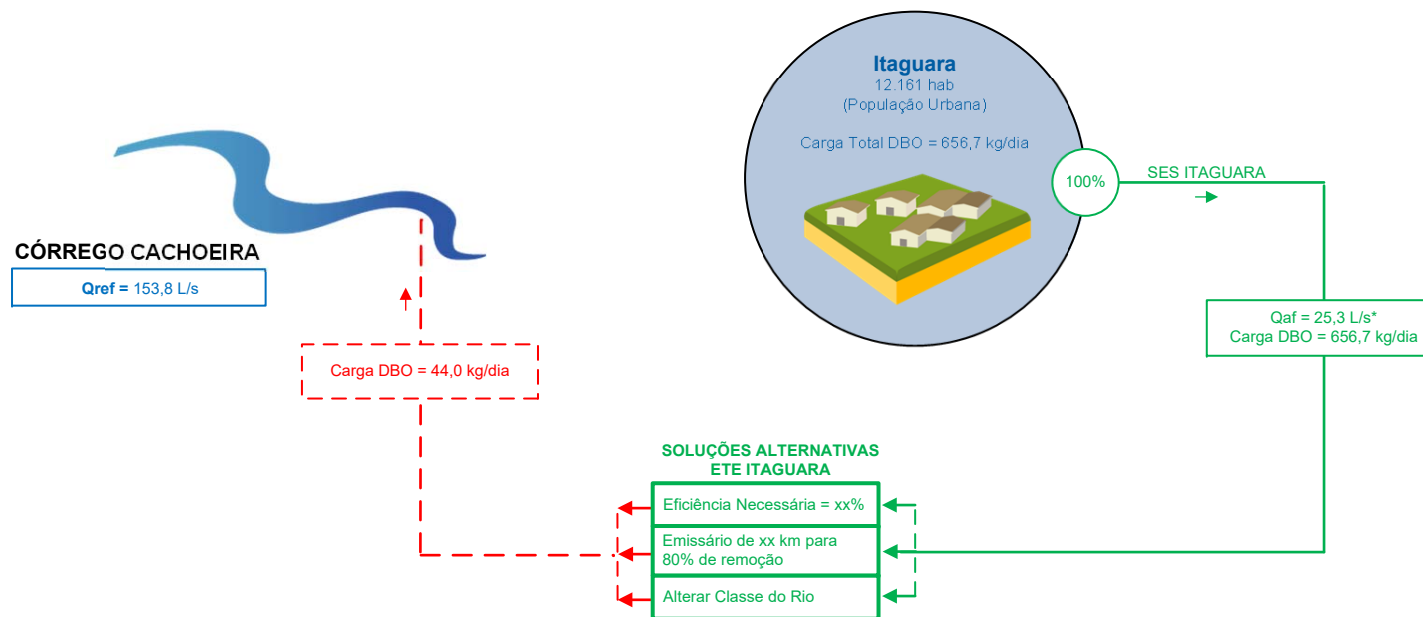 Itaguara
12.161 hab
(População Urbana)
Carga Total DBO = 656,7 kg/dia
100%
SES ITAGUARA
CÓRREGO CACHOEIRA
Qref = 153,8 L/s
Qaf = 25,3 L/s*
Carga DBO = 656,7 kg/dia
Carga DBO = 44,0 kg/dia
SOLUÇÕES ALTERNATIVAS
ETE ITAGUARA
Eficiência Necessária = xx%
Emissário de xx km para
80% de remoção
Alterar Classe do Rio